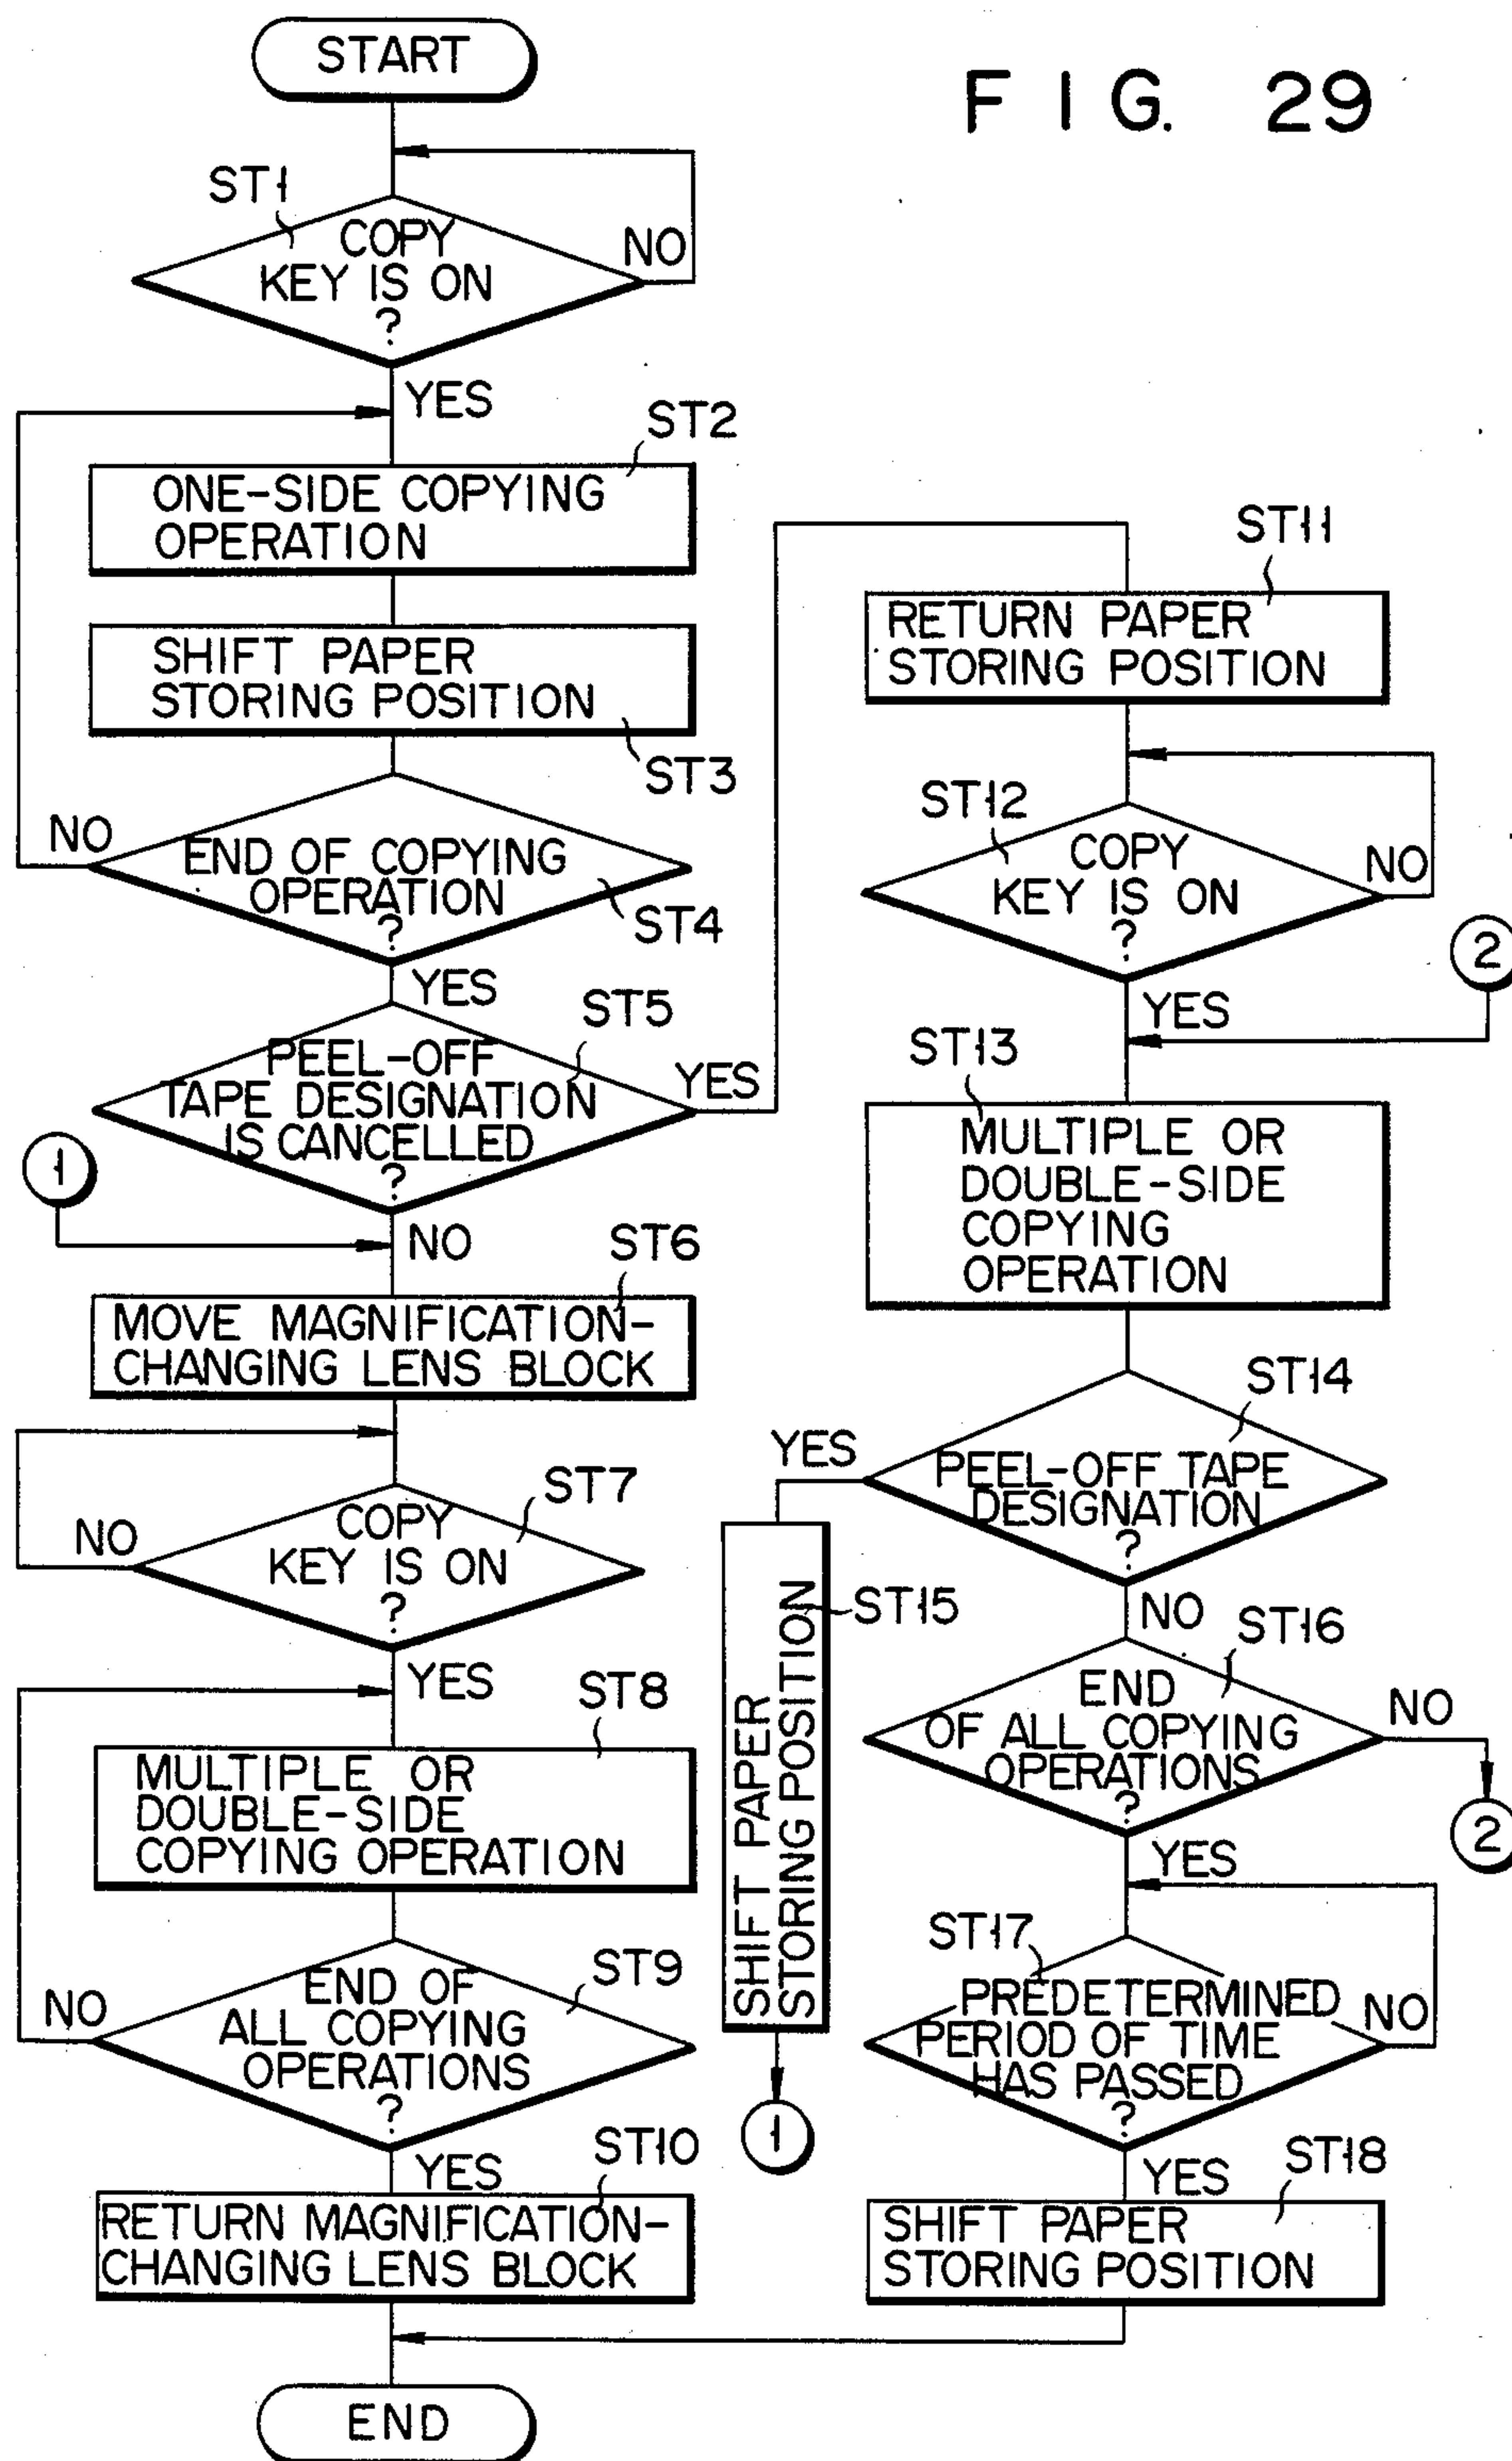 FIG. 29
START
ST1
COPY
KEY IS ON
?
NO
YES
ST2
ONE-SIDE COPYING
OPERATION
SHIFT PAPER
STORING POSITION
ST3
NO
END OF COPYING
OPERATION
?
ST4
YES
ST5
PEEL-OFF
TAPE DESIGNATION
IS CANCELLED
?
YES
1
NO
ST6
MOVE MAGNIFICATION-
CHANGING LENS BLOCK
ST7
COPY
KEY IS ON
?
NO
YES
ST8
MULTIPLE OR
DOUBLE-SIDE
COPYING OPERATION
ST9
END OF
ALL COPYING
OPERATIONS
?
NO
YES
ST10
RETURN MAGNIFICATION-
CHANGING LENS BLOCK
END
ST11
RETURN PAPER
STORING POSITION
ST12
COPY
KEY IS ON
?
NO
2
YES
ST13
MULTIPLE OR
DOUBLE-SIDE
COPYING
OPERATION
ST14
YES
PEEL-OFF TAPE
DESIGNATION
?
ST15
SHIFT PAPER
STORING POSITION
1
NO
ST16
END
OF ALL COPYING
OPERATIONS
?
NO
2
YES
ST17
PREDETERMINED
PERIOD OF TIME
HAS PASSED
?
NO
YES
ST18
SHIFT PAPER
STORING POSITION